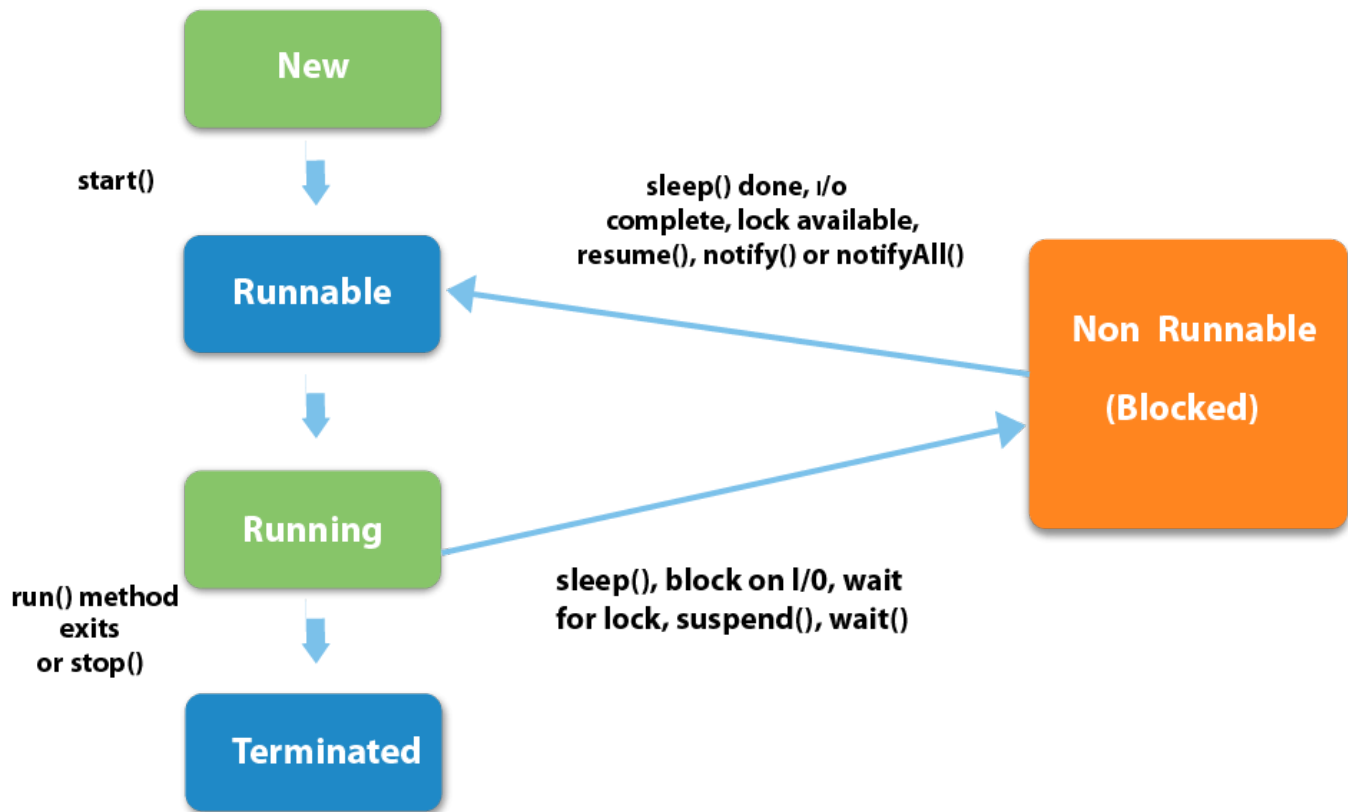 New
start()
sleep() done, I/o
complete, lock available,
resume(), notify() or notifyAll()
Runnable
Non Runnable
(Blocked)
Running
sleep(), block on I/0, wait
for lock, suspend(), wait()
run() method
exits
or stop()
Terminated